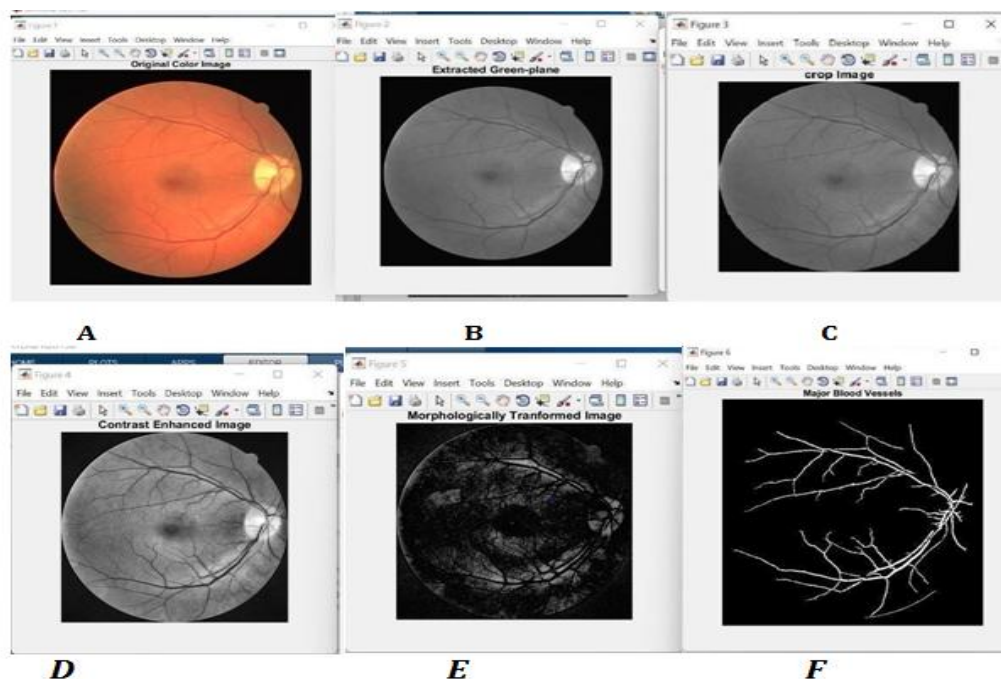 Figure 1
File Edit View Insert Tools Desktop Window Help
Original Color Image
Figure 2
File Edit View Insert Tools Desktop Window Help
Extracted Green-plane
Figure 3
File Edit View Insert Tools Desktop Window Help
crop Image
A
B
C
HOME PLOTS APPS EDITOR
Figure 4
File Edit View Insert Tools Desktop Window Help
Contrast Enhanced Image
Figure 5
File Edit View Insert Tools Desktop Window Help
Morphologically Tranformed Image
Figure 6
File Edit View Insert Tools Desktop Window Help
Major Blood Vessels
D
E
F